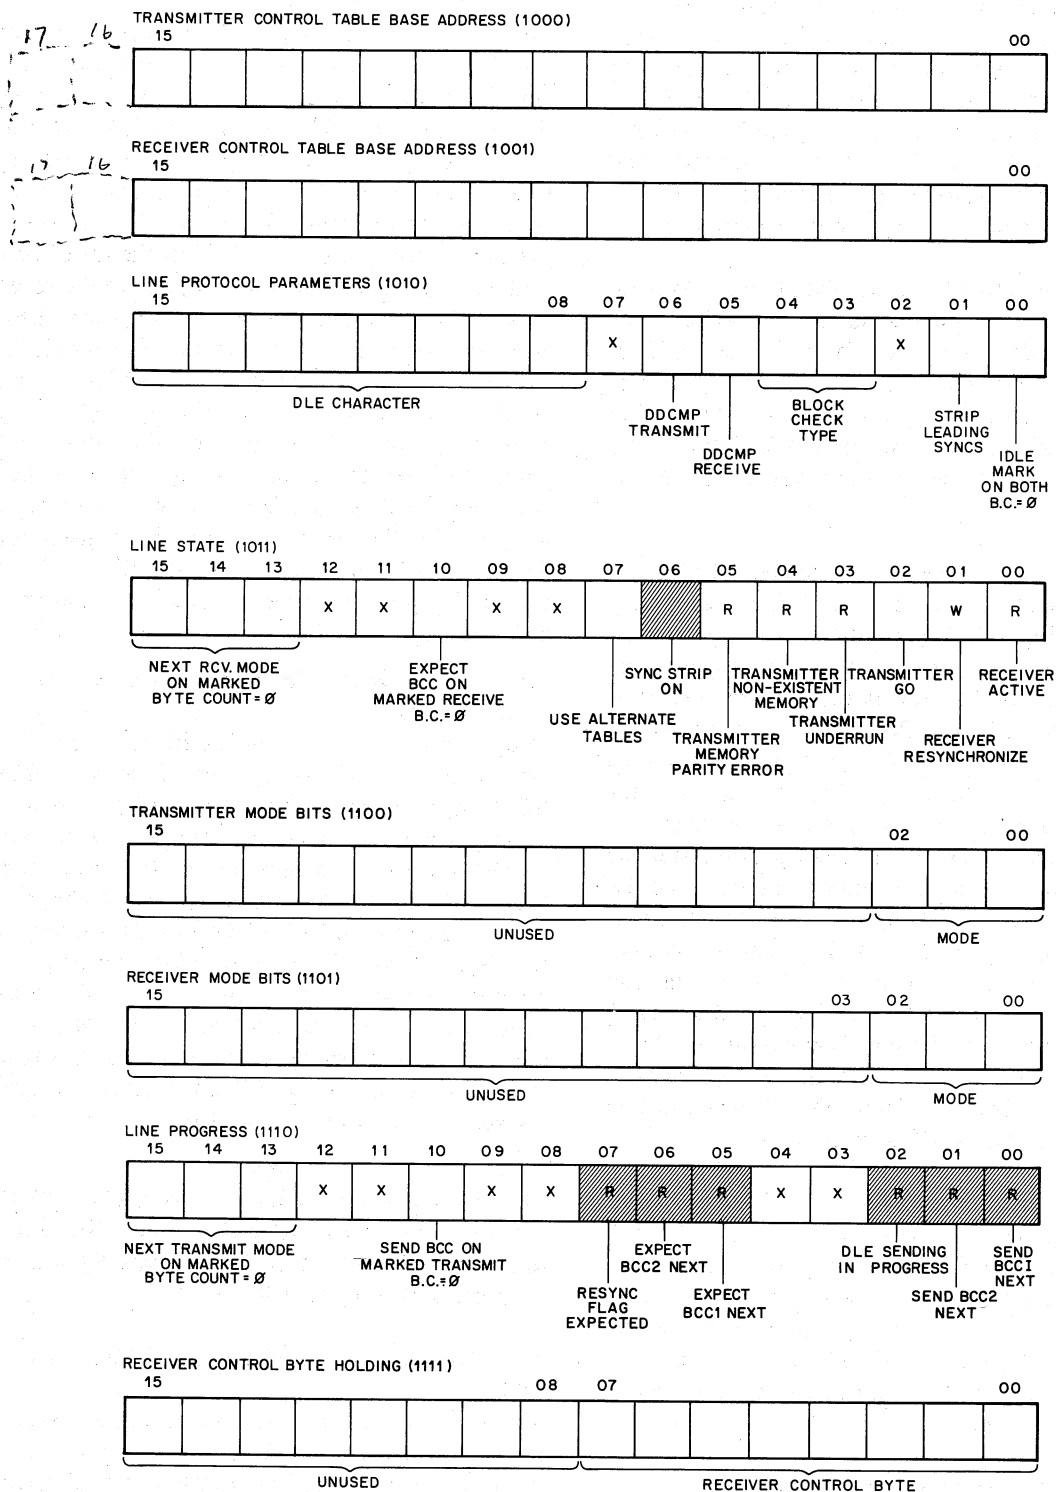 TRANSMITTER CONTROL TABLE BASE ADDRESS (1000)
17 16 15 00
RECEIVER CONTROL TABLE BASE ADDRESS (1001)
17 16 15 00
LINE PROTOCOL PARAMETERS (1010)
15 08 07 06 05 04 03 02 01 00
X X
DLE CHARACTER
DDCMP
TRANSMIT
DDCMP
RECEIVE
BLOCK
CHECK
TYPE
STRIP
LEADING
SYNCS
IDLE
MARK
ON BOTH
B.C.=Ø
LINE STATE (1011)
15 14 13 12 11 10 09 08 07 06 05 04 03 02 01 00
X X X X R R R W R
NEXT RCV. MODE
ON MARKED
BYTE COUNT=Ø
EXPECT
BCC ON
MARKED RECEIVE
B.C.=Ø
USE ALTERNATE
TABLES
SYNC STRIP
ON
TRANSMITTER
MEMORY
PARITY ERROR
TRANSMITTER
NON-EXISTENT
MEMORY
TRANSMITTER
UNDERRUN
TRANSMITTER
GO
RECEIVER
RESYNCHRONIZE
RECEIVER
ACTIVE
TRANSMITTER MODE BITS (1100)
15 02 00
UNUSED MODE
RECEIVER MODE BITS (1101)
15 03 02 00
UNUSED MODE
LINE PROGRESS (1110)
15 14 13 12 11 10 09 08 07 06 05 04 03 02 01 00
X X X X R R R X X R R R
NEXT TRANSMIT MODE
ON MARKED
BYTE COUNT=Ø
SEND BCC ON
MARKED TRANSMIT
B.C.=Ø
RESYNC
FLAG
EXPECTED
EXPECT
BCC2 NEXT
EXPECT
BCC1 NEXT
DLE SENDING
IN PROGRESS
SEND BCC2
NEXT
SEND
BCC1
NEXT
RECEIVER CONTROL BYTE HOLDING (1111)
15 08 07 00
UNUSED RECEIVER CONTROL BYTE